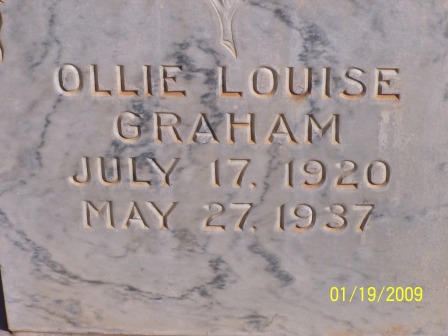 OLLIE LOUISE
GRAHAM
JULY 17, 1920
MAY 27, 1937
01/19/2009